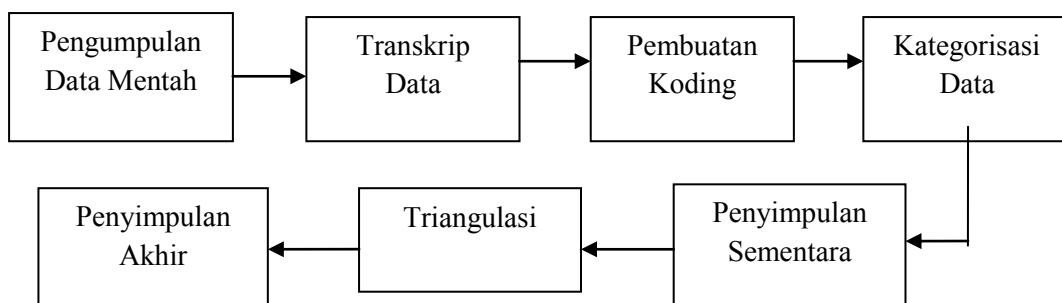 Pengumpulan
Data Mentah
Transkrip
Data
Pembuatan
Koding
Kategorisasi
Data
Penyimpulan
Sementara
Triangulasi
Penyimpulan
Akhir